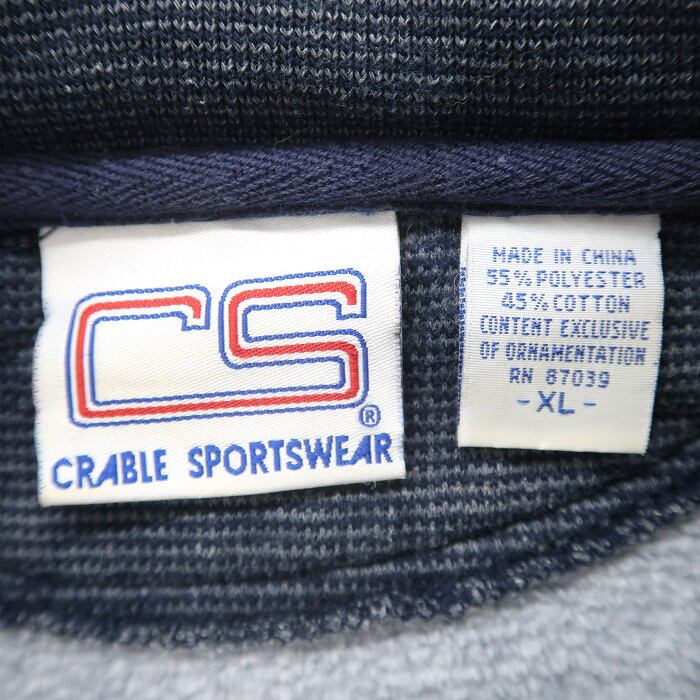 CS
®
CRABLE SPORTSWEAR
MADE IN CHINA
55% POLYESTER
45% COTTON
CONTENT EXCLUSIVE
OF ORNAMENTATION
RN 87039
- XL -